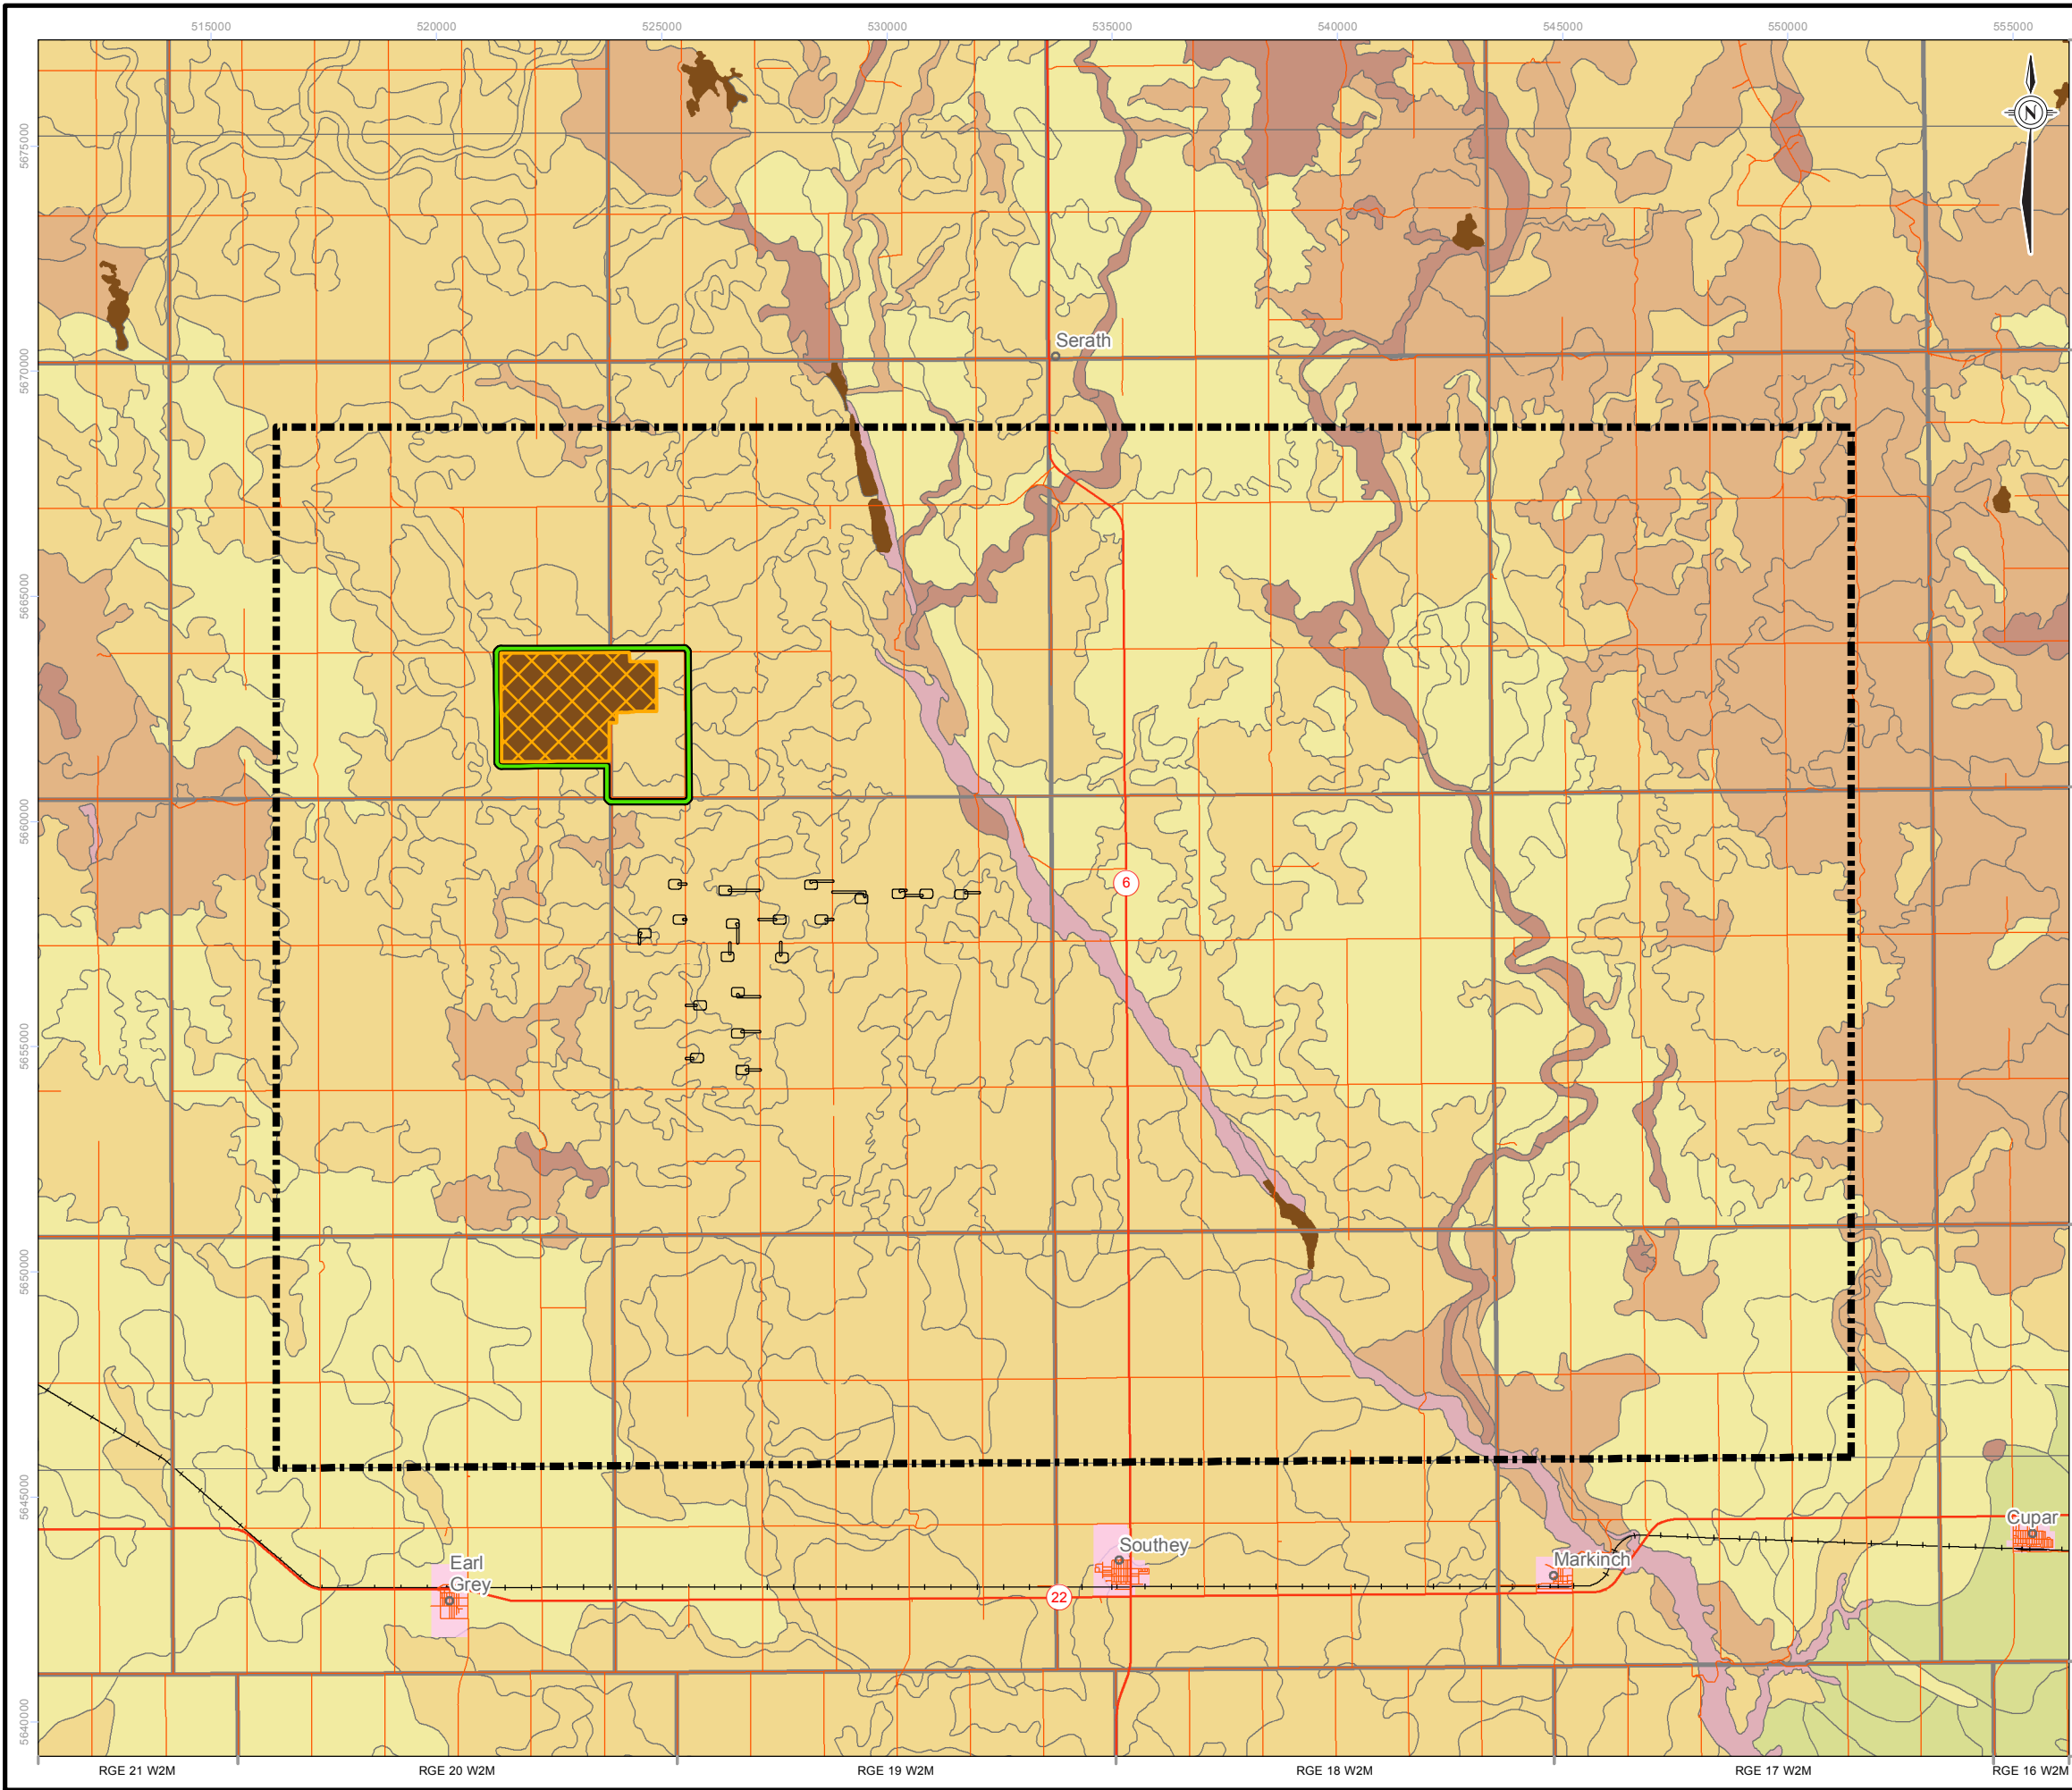 515000
520000
525000
530000
535000
540000
545000
550000
555000
N
5675000
Serath
5670000
5665000
5660000
6
5655000
5650000
5645000
Cupar
Southey
Earl
Grey
Markinch
22
5640000
RGE 21 W2M
RGE 20 W2M
RGE 19 W2M
RGE 18 W2M
RGE 17 W2M
RGE 16 W2M